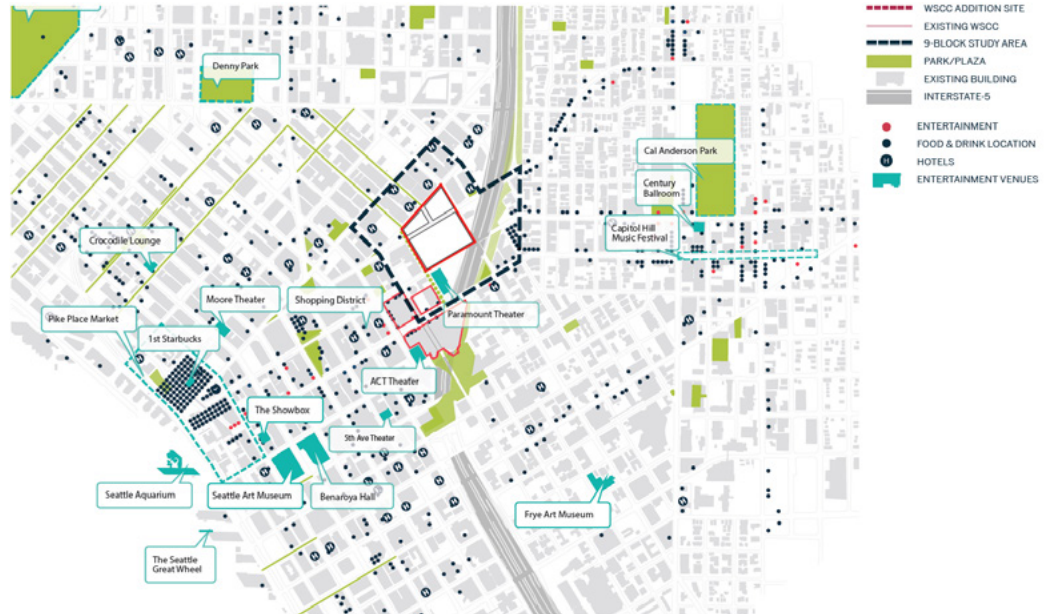 WSCC ADDITION SITE
EXISTING WSCC
9-BLOCK STUDY AREA
PARK/PLAZA
EXISTING BUILDING
INTERSTATE-5
ENTERTAINMENT
FOOD & DRINK LOCATION
H HOTELS
ENTERTAINMENT VENUES
Denny Park
Cal Anderson Park
Century
Ballroom
Capitol Hill
Music Festival
Crocodile Lounge
Moore Theater
Shopping District
Paramount Theater
Pike Place Market
1st Starbucks
ACT Theater
The Showbox
5th Ave Theater
Seattle Aquarium
Seattle Art Museum
Benaroya Hall
Frye Art Museum
The Seattle
Great Wheel